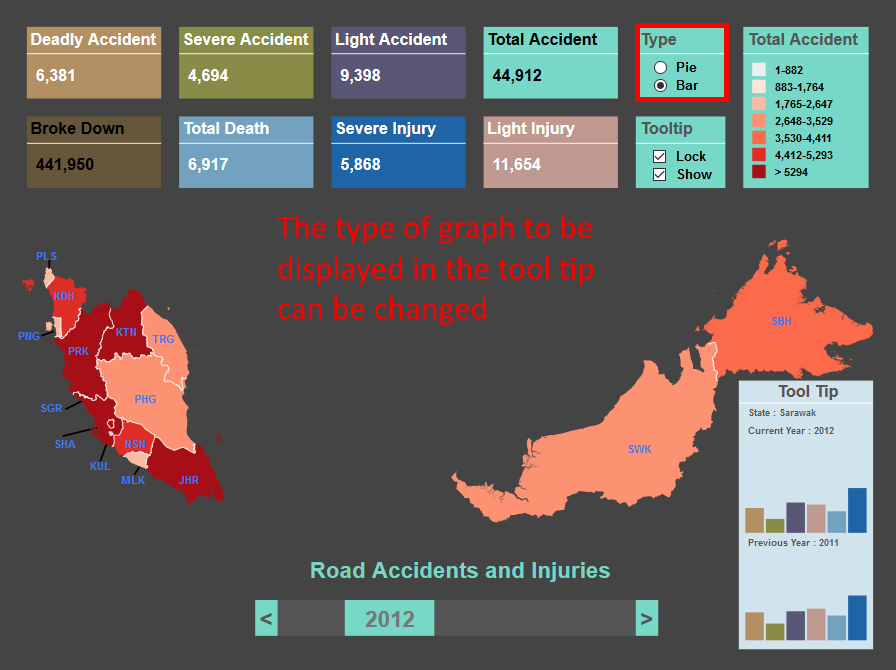 Deadly Accident
6,381
Severe Accident
4,694
Light Accident
9,398
Total Accident
44,912
Type
Pie
Bar
Total Accident
1-882
883-1,764
1,765-2,647
2,648-3,529
3,530-4,411
4,412-5,293
> 5294
Broke Down
441,950
Total Death
6,917
Severe Injury
5,868
Light Injury
11,654
Tooltip
Lock
Show
The type of graph to be
displayed in the tool tip
can be changed
PLS
KDH
PNG
PRK
KTN
TRG
PHG
SGR
SHA
KUL
NSN
MLK
JHR
SBH
SWK
Tool Tip
State : Sarawak
Current Year : 2012
Previous Year : 2011
Road Accidents and Injuries
< 2012 >